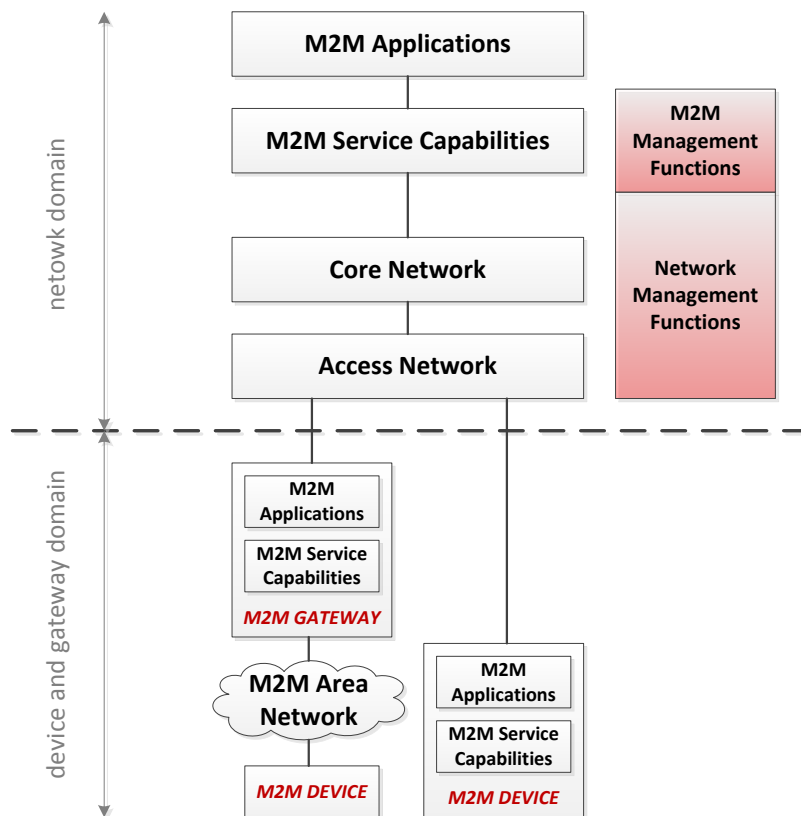 M2M Applications
M2M Service Capabilities
M2M
Management
Functions
netowk domain
Core Network
Network
Management
Functions
Access Network
device and gateway domain
M2M
Applications
M2M Service
Capabilities
M2M GATEWAY
M2M Area
Network
M2M DEVICE
M2M
Applications
M2M Service
Capabilities
M2M DEVICE